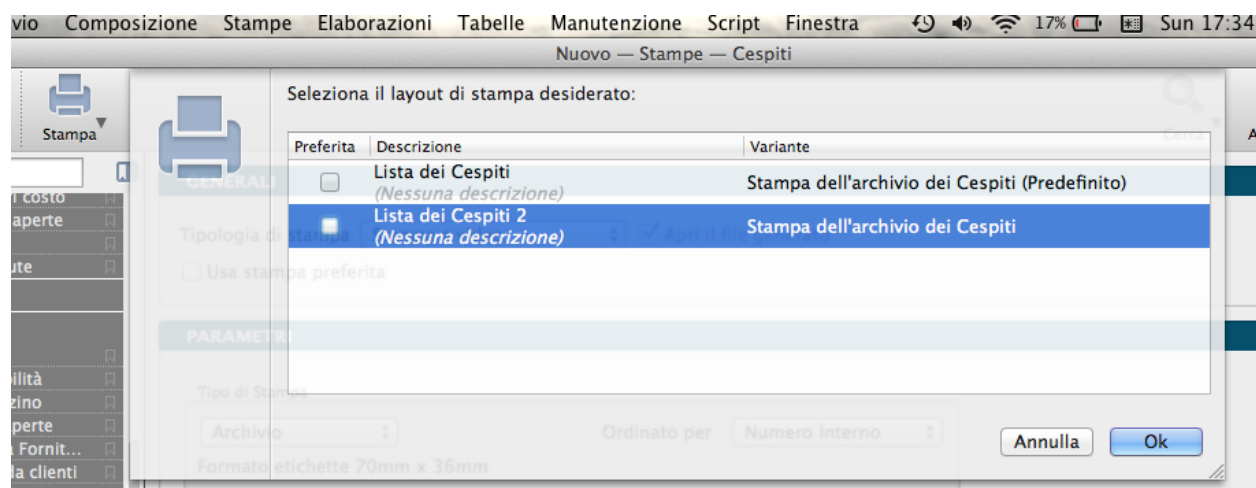 vio Composizione Stampe Elaborazioni Tabelle Manutenzione Script Finestra 17% Sun 17:34
Nuovo — Stampe — Cespiti
Stampa
Seleziona il layout di stampa desiderato:
Cerca
Preferita Descrizione Variante
Lista dei Cespiti
(Nessuna descrizione)
Stampa dell'archivio dei Cespiti (Predefinito)
Lista dei Cespiti 2
(Nessuna descrizione)
Stampa dell'archivio dei Cespiti
GENERALI
Tipologia di stampa Apri il file generato
Usa stampa preferita
PARAMETRI
Tipo di Stampa
Archivio Ordinato per Numero Interno
Formato etichette 70mm x 36mm
i costo
aperte
ute
ilità
zino
perte
a Fornit...
da clienti
Annulla Ok